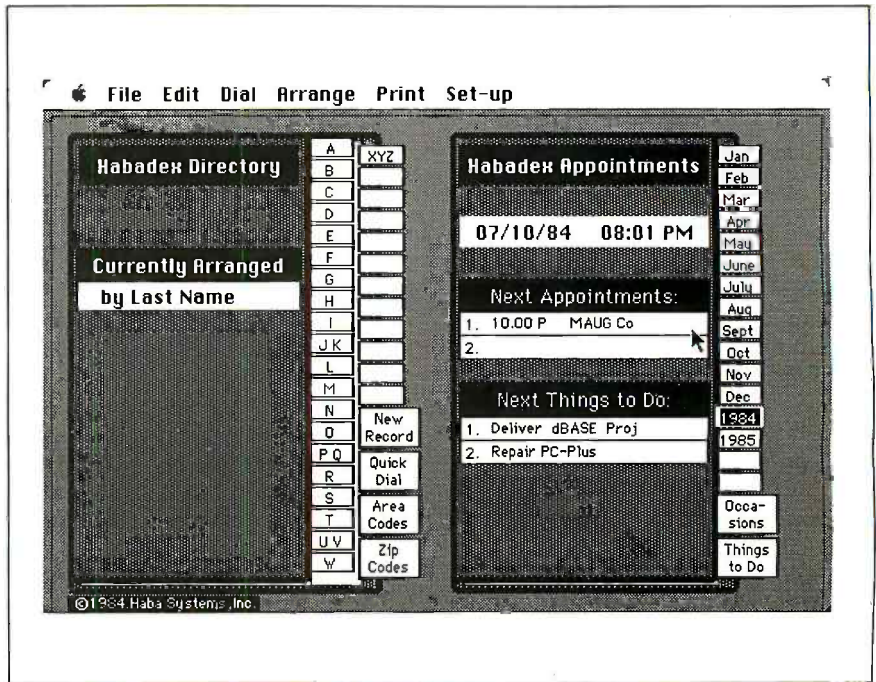 File Edit Dial Arrange Print Set-up
Habadex Directory
Currently Arranged
by Last Name
A
B
C
D
E
F
G
H
I
J K
L
M
N
O
P Q
R
S
T
U V
W
XYZ
New
Record
Quick
Dial
Area
Codes
Zip
Codes
©1984 Haba Systems, Inc.
Habadex Appointments
07/10/84 08:01 PM
Next Appointments:
1. 10.00 P MAUG Co
2.
Next Things to Do:
1. Deliver dBASE Proj
2. Repair PC-Plus
Jan
Feb
Mar
Apr
May
June
July
Aug
Sept
Oct
Nov
Dec
1984
1985
Occa-
sions
Things
to Do